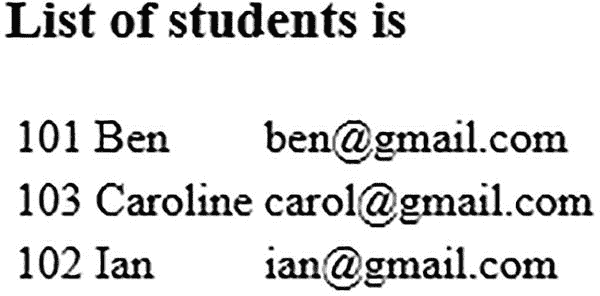 List of students is
101 Ben ben@gmail.com
103 Caroline carol@gmail.com
102 Ian ian@gmail.com